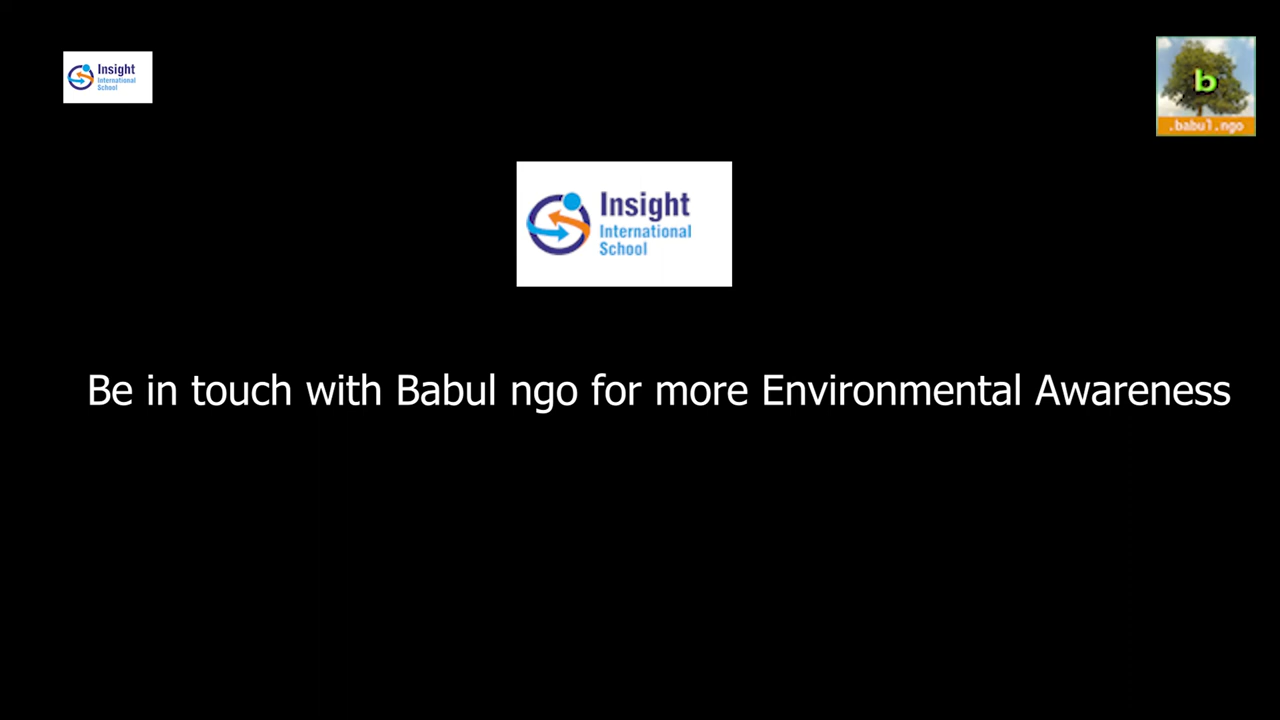 Insight
International
School
b
.babul.ngo
Insight
International
School
Be in touch with Babul ngo for more Environmental Awareness